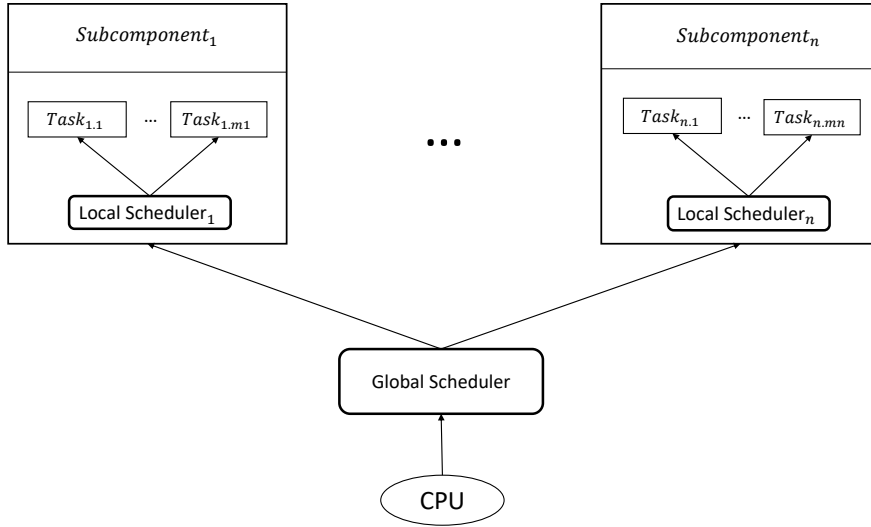 Subcomponent₁
Subcomponentₙ
Task₁.₁ ... Task₁.ₘ₁
...
Taskₙ.₁ ... Taskₙ.ₘₙ
Local Scheduler₁
Local Schedulerₙ
Global Scheduler
CPU